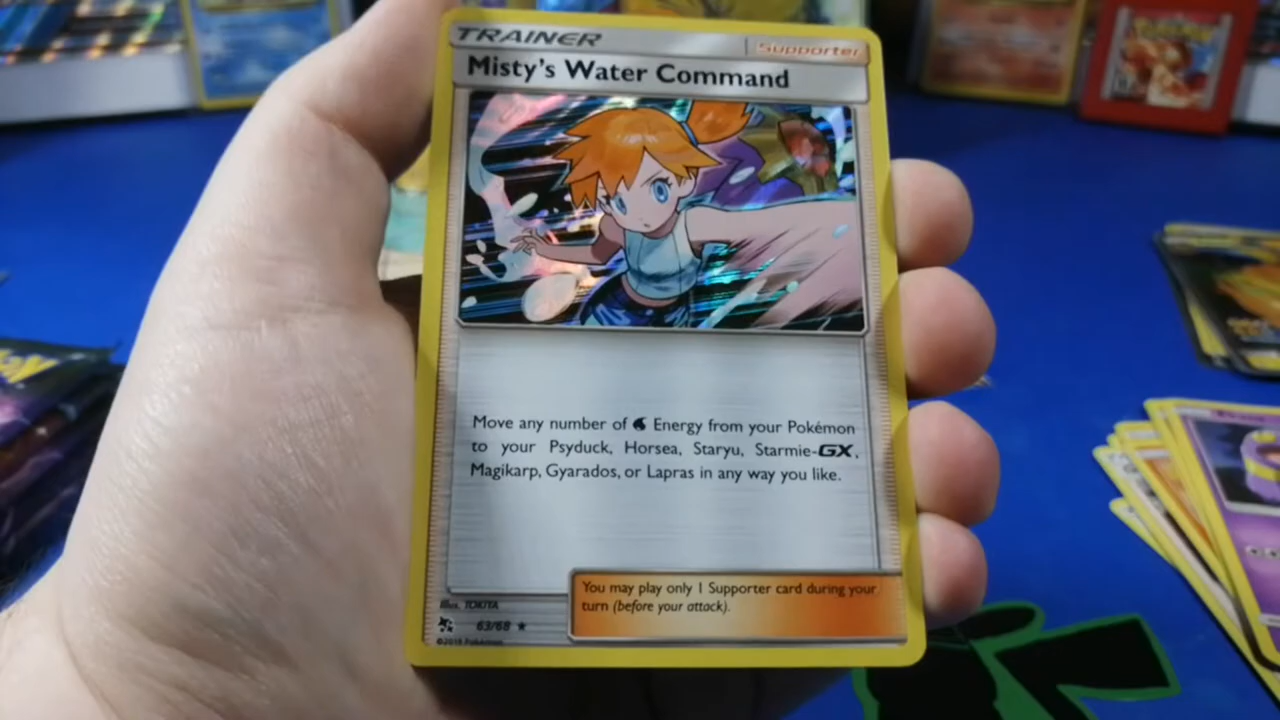 TRAINER
Supporter
Misty's Water Command
Move any number of Energy from your Pokémon
to your Psyduck, Horsea, Staryu, Starmie-GX,
Magikarp, Gyarados, or Lapras in any way you like.
You may play only 1 Supporter card during your
turn (before your attack).
Illus. TOKIYA
63/68
©2019 Pokémon